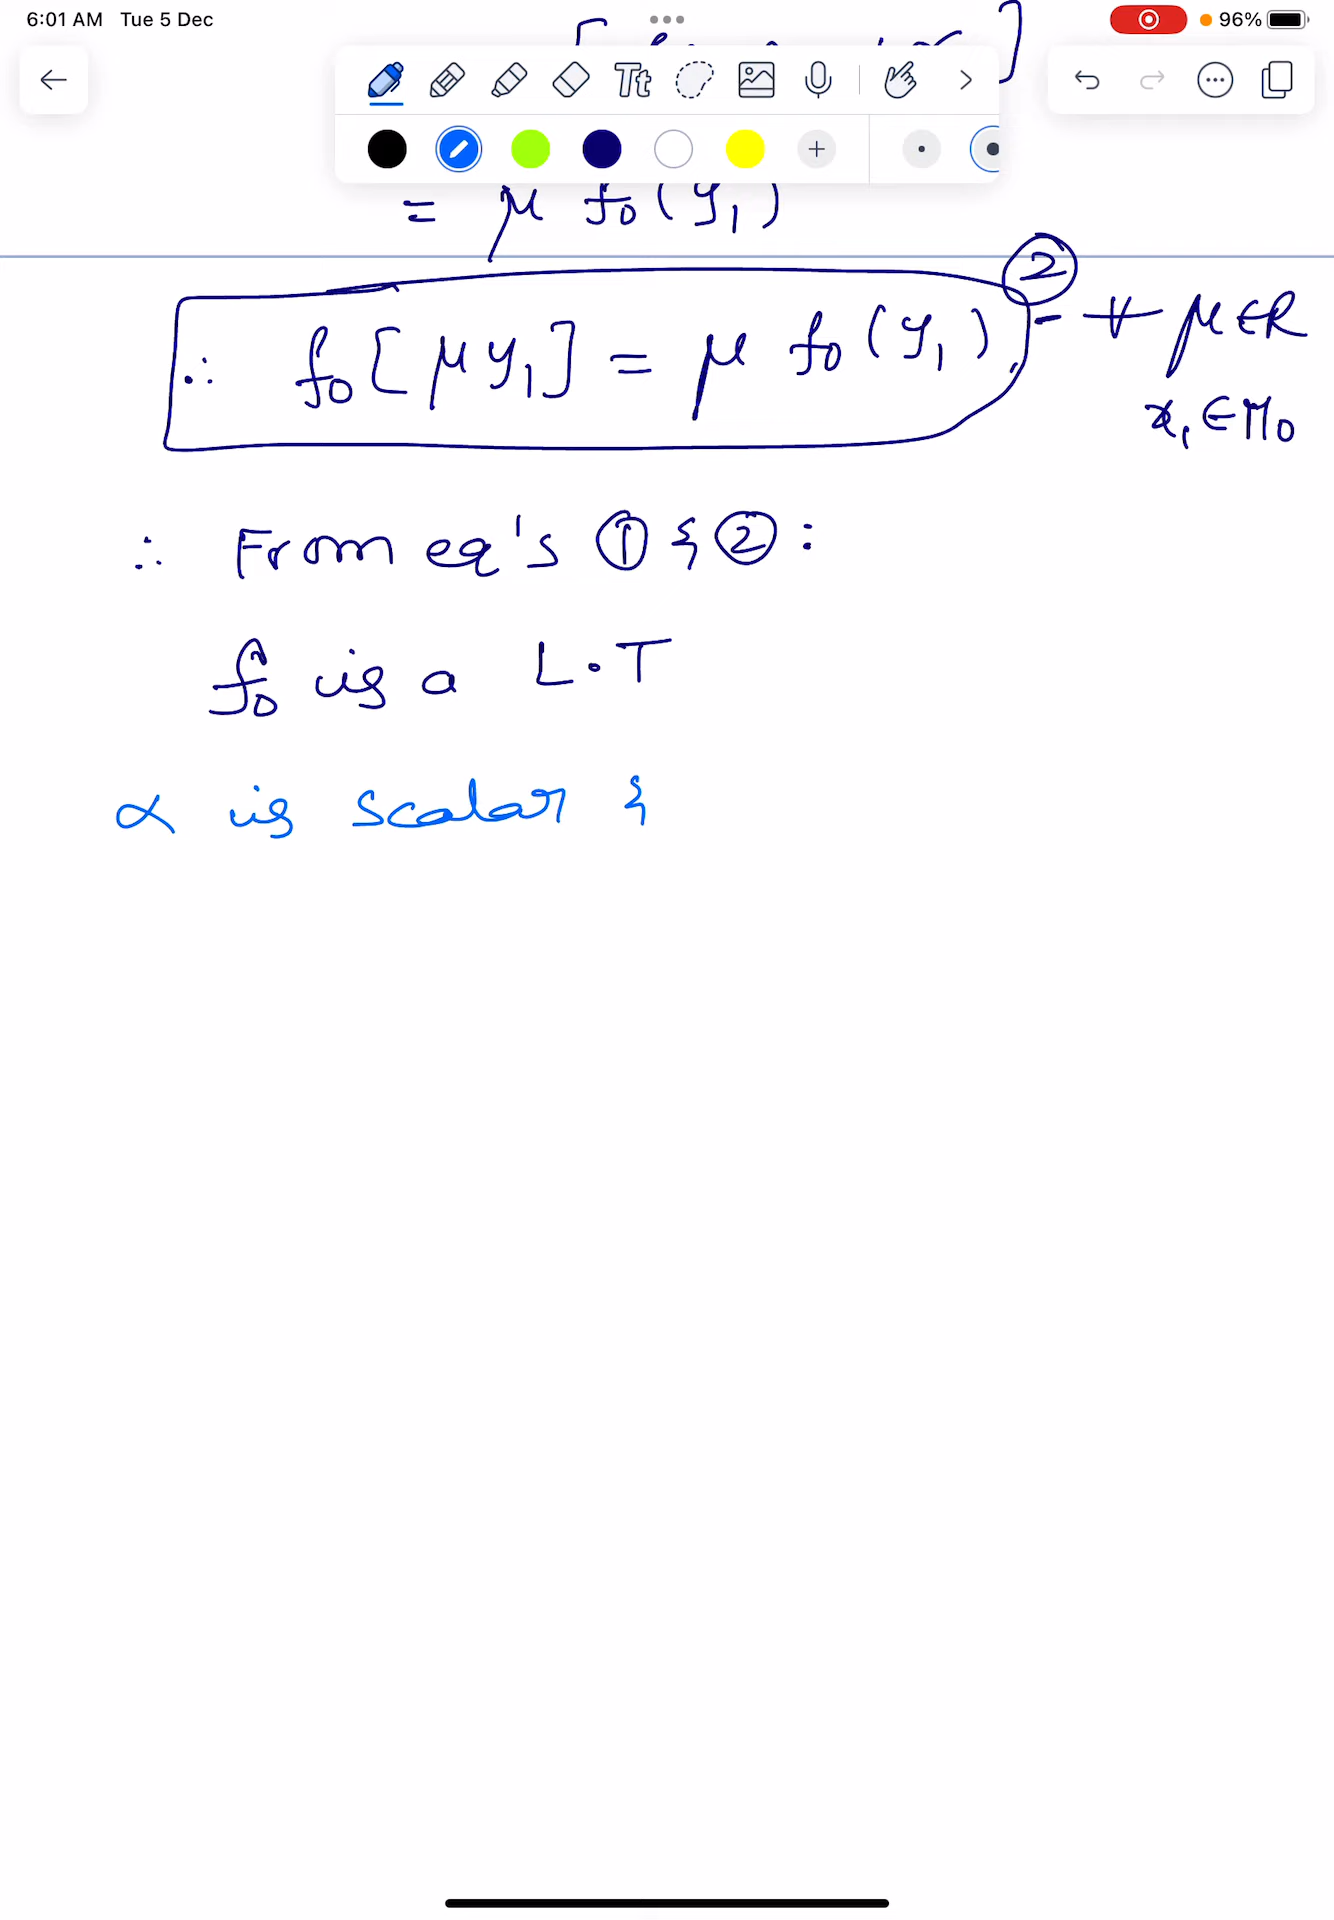 6:01 AM Tue 5 Dec 96%
Tt
= μ f₀(y₁)
∴ f₀[μy₁] = μ f₀(y₁) - ② ∀ μ∈R
x₁ ∈ M₀
∴ From eq's ① & ② :
f₀ is a L.T
α is scalar &